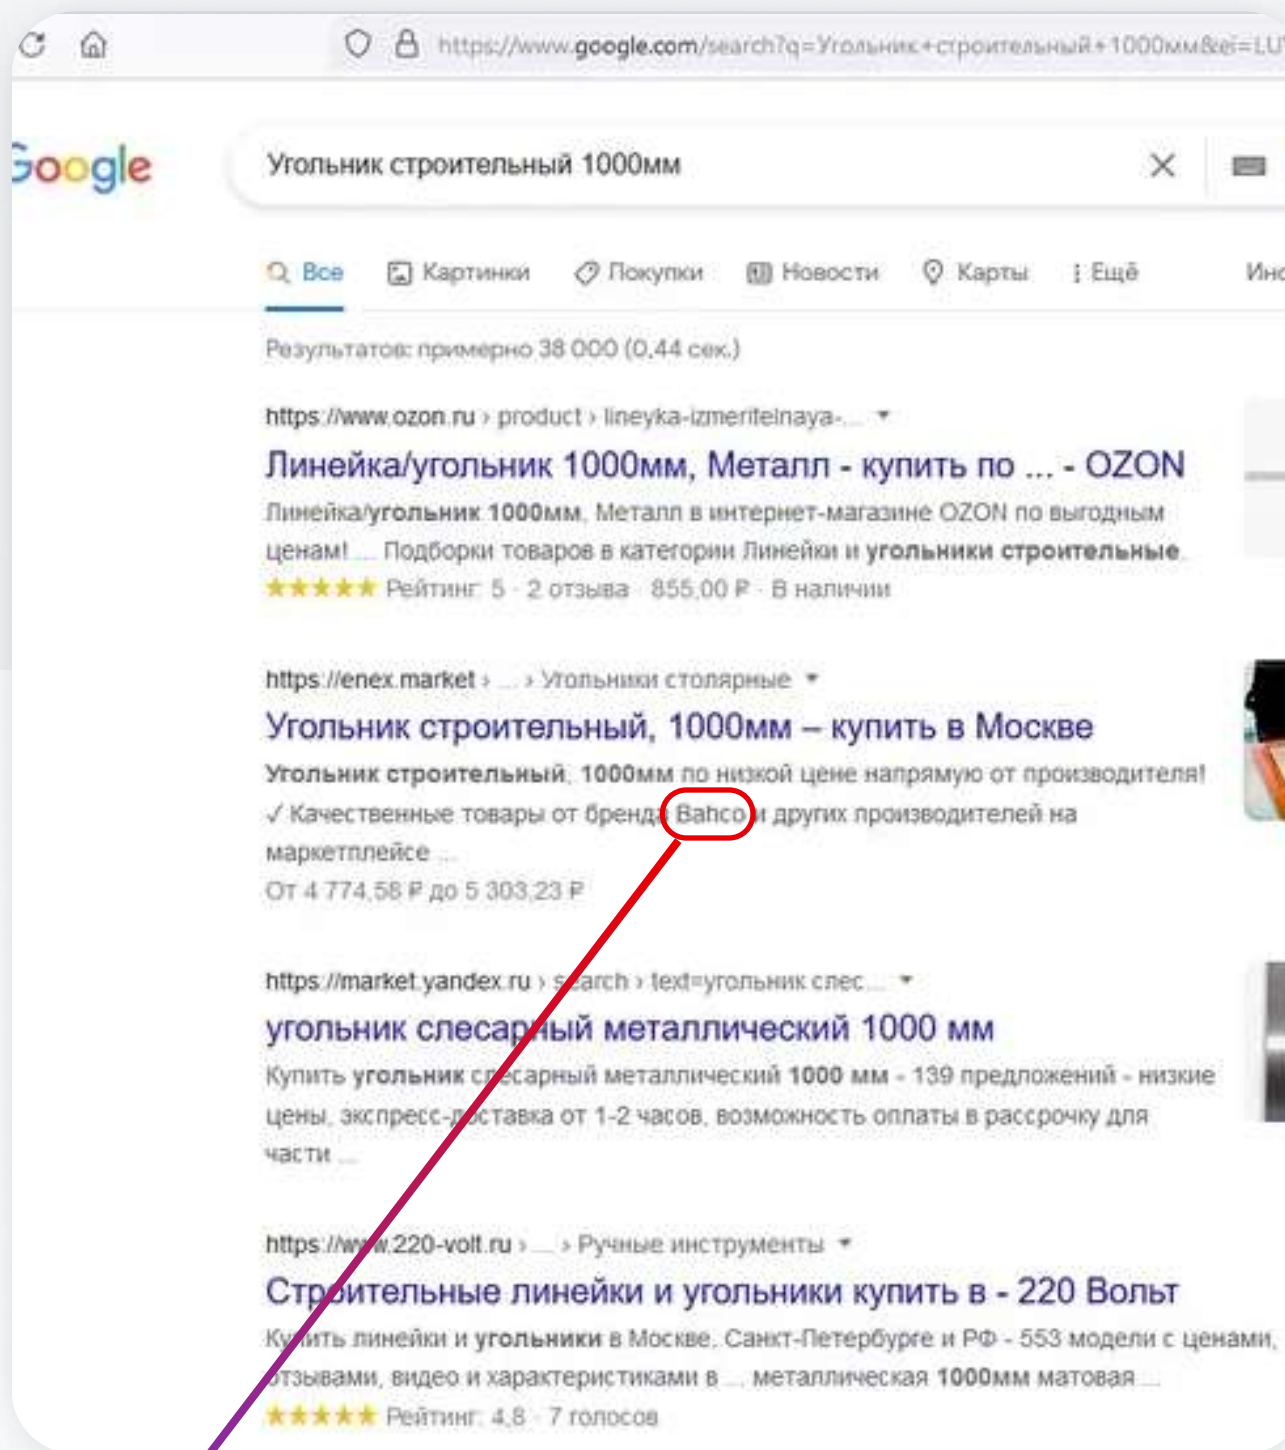 https://www.google.com/search?q=Угольник+строительный+1000мм&ei=LU
Google
Угольник строительный 1000мм
Все Картинки Покупки Новости Карты Ещё
Результатов: примерно 38 000 (0,44 сек.)
https://www.ozon.ru › product › lineyka-izmeritelnaya-...
Линейка/угольник 1000мм, Металл - купить по ... - OZON
Линейка/угольник 1000мм, Металл в интернет-магазине OZON по выгодным
ценам! ... Подборки товаров в категории Линейки и угольники строительные.
Рейтинг: 5 · 2 отзыва · 855,00 ₽ · В наличии
https://enex.market › ... › Угольники столярные
Угольник строительный, 1000мм – купить в Москве
Угольник строительный, 1000мм по низкой цене напрямую от производителя!
✓ Качественные товары от бренда Bahco и других производителей на
маркетплейсе ...
От 4 774,58 ₽ до 5 303,23 ₽
https://market.yandex.ru › search › text=угольник слес...
угольник слесарный металлический 1000 мм
Купить угольник слесарный металлический 1000 мм - 139 предложений - низкие
цены, экспресс-доставка от 1-2 часов, возможность оплаты в рассрочку для
части ...
https://www.220-volt.ru › ... › Ручные инструменты
Строительные линейки и угольники купить в - 220 Вольт
Купить линейки и угольники в Москве, Санкт-Петербурге и РФ - 553 модели с ценами,
отзывами, видео и характеристиками в ... металлическая 1000мм матовая ...
Рейтинг: 4,8 · 7 голосов